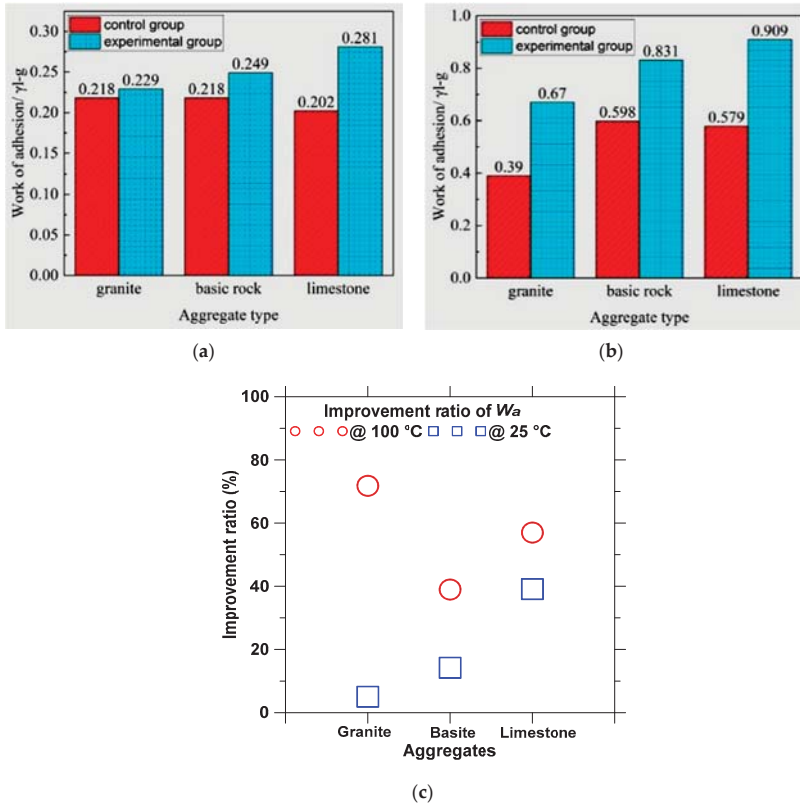 control group
experimental group
0.30
0.25
0.20
0.15
0.10
0.05
0.00
Work of adhesion/ γl-g
0.218
0.229
0.218
0.249
0.202
0.281
granite
basic rock
limestone
Aggregate type
(a)
control group
experimental group
1.0
0.8
0.6
0.4
0.2
0.0
Work of adhesion/ γl-g
0.39
0.67
0.598
0.831
0.579
0.909
granite
basic rock
limestone
Aggregate type
(b)
Improvement ratio of Wa
@ 100 °C @ 25 °C
100
80
60
40
20
0
Improvement ratio (%)
Granite
Basite
Limestone
Aggregates
(c)